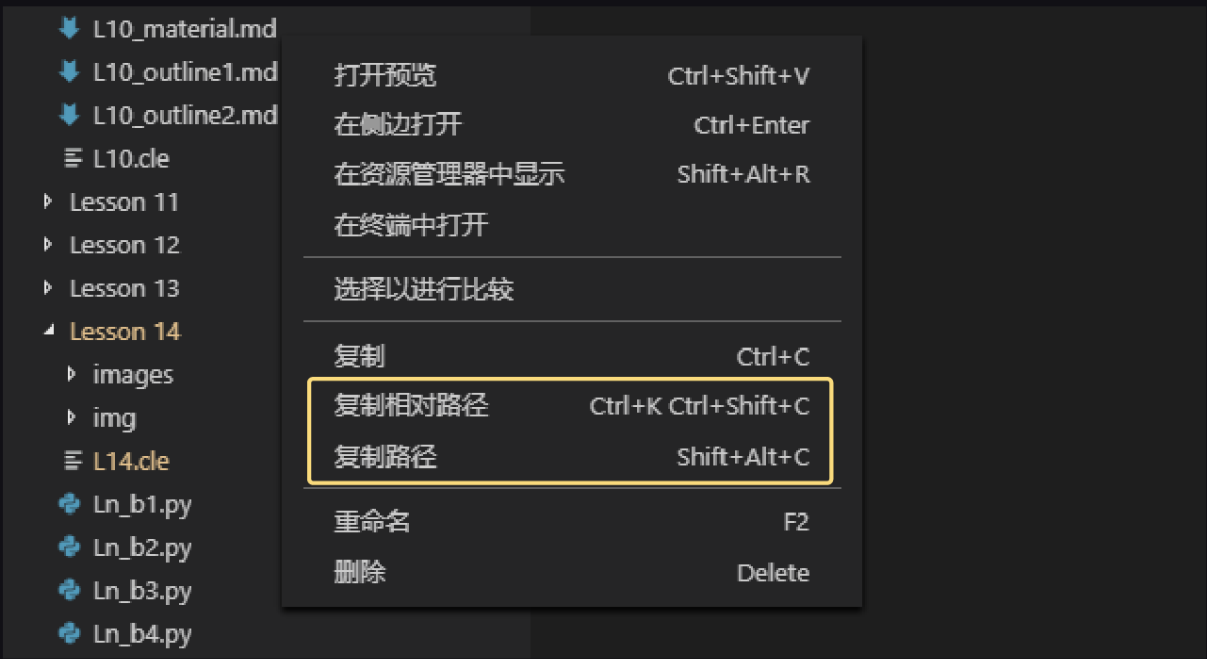 L10_material.md
L10_outline1.md
L10_outline2.md
L10.cle
Lesson 11
Lesson 12
Lesson 13
Lesson 14
images
img
L14.cle
Ln_b1.py
Ln_b2.py
Ln_b3.py
Ln_b4.py
打开预览 Ctrl+Shift+V
在侧边打开 Ctrl+Enter
在资源管理器中显示 Shift+Alt+R
在终端中打开
选择以进行比较
复制 Ctrl+C
复制相对路径 Ctrl+K Ctrl+Shift+C
复制路径 Shift+Alt+C
重命名 F2
删除 Delete